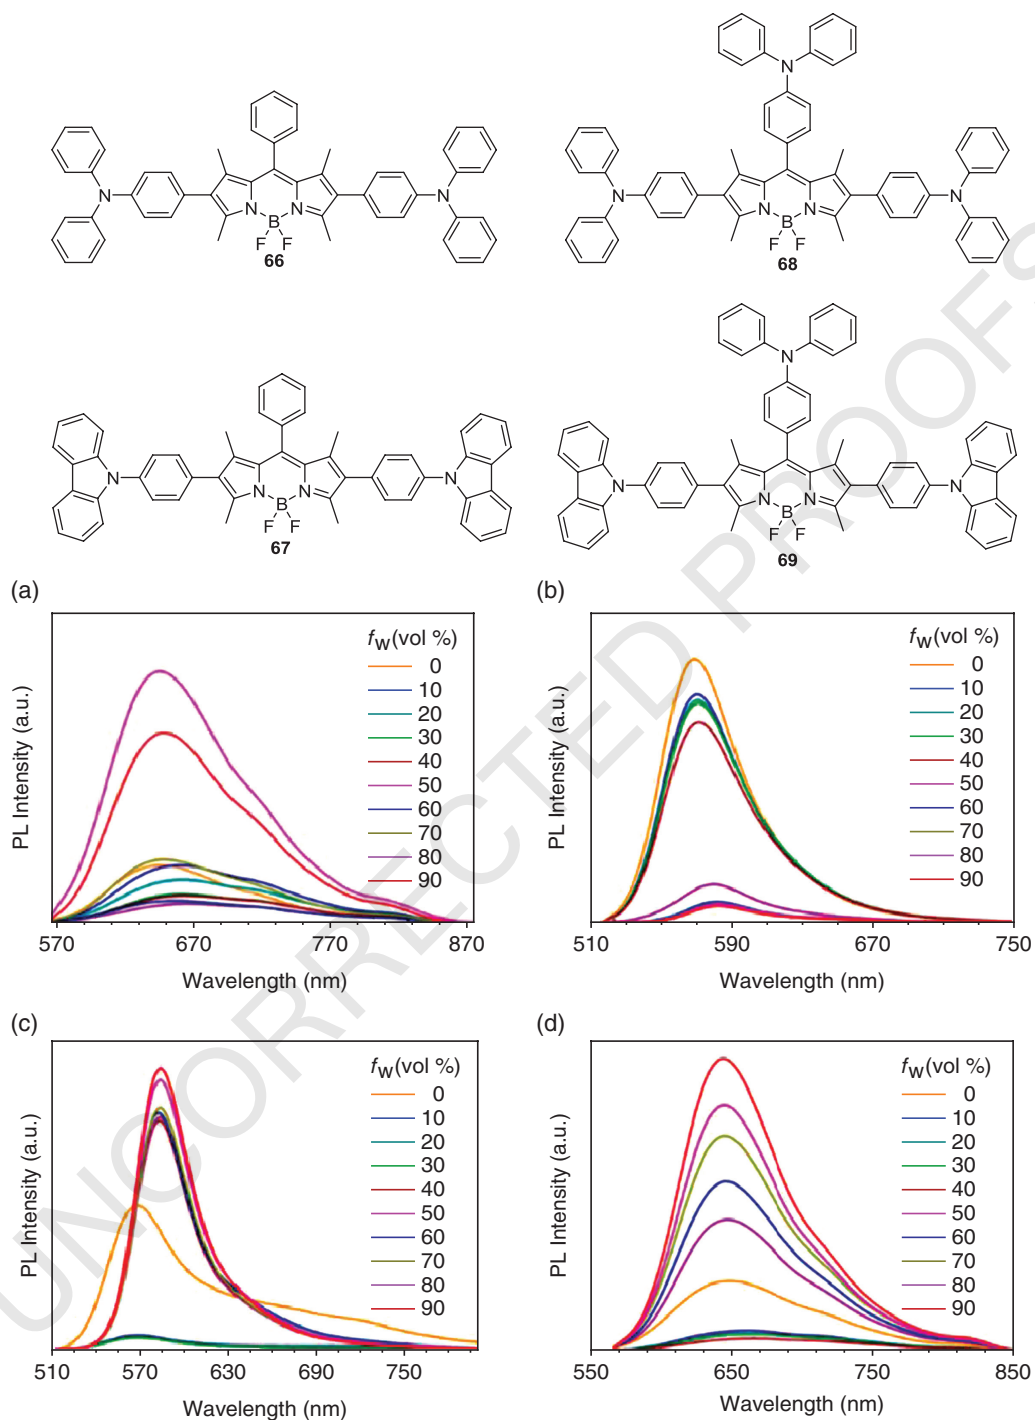 N
N
N
N
B
N
F
F
66
N
N
N
B
N
N
F
F
68
N
N
B
N
N
F
F
67
N
N
N
B
N
N
F
F
69
(a)
fw(vol %)
0
10
20
30
40
50
60
70
80
90
PL Intensity (a.u.)
570 670 770 870
Wavelength (nm)
(b)
fw(vol %)
0
10
20
30
40
50
60
70
80
90
PL Intensity (a.u.)
510 590 670 750
Wavelength (nm)
(c)
fw(vol %)
0
10
20
30
40
50
60
70
80
90
PL Intensity (a.u.)
510 570 630 690 750
Wavelength (nm)
(d)
fw(vol %)
0
10
20
30
40
50
60
70
80
90
PL Intensity (a.u.)
550 650 750 850
Wavelength (nm)
UNCORRECTED PROOFS